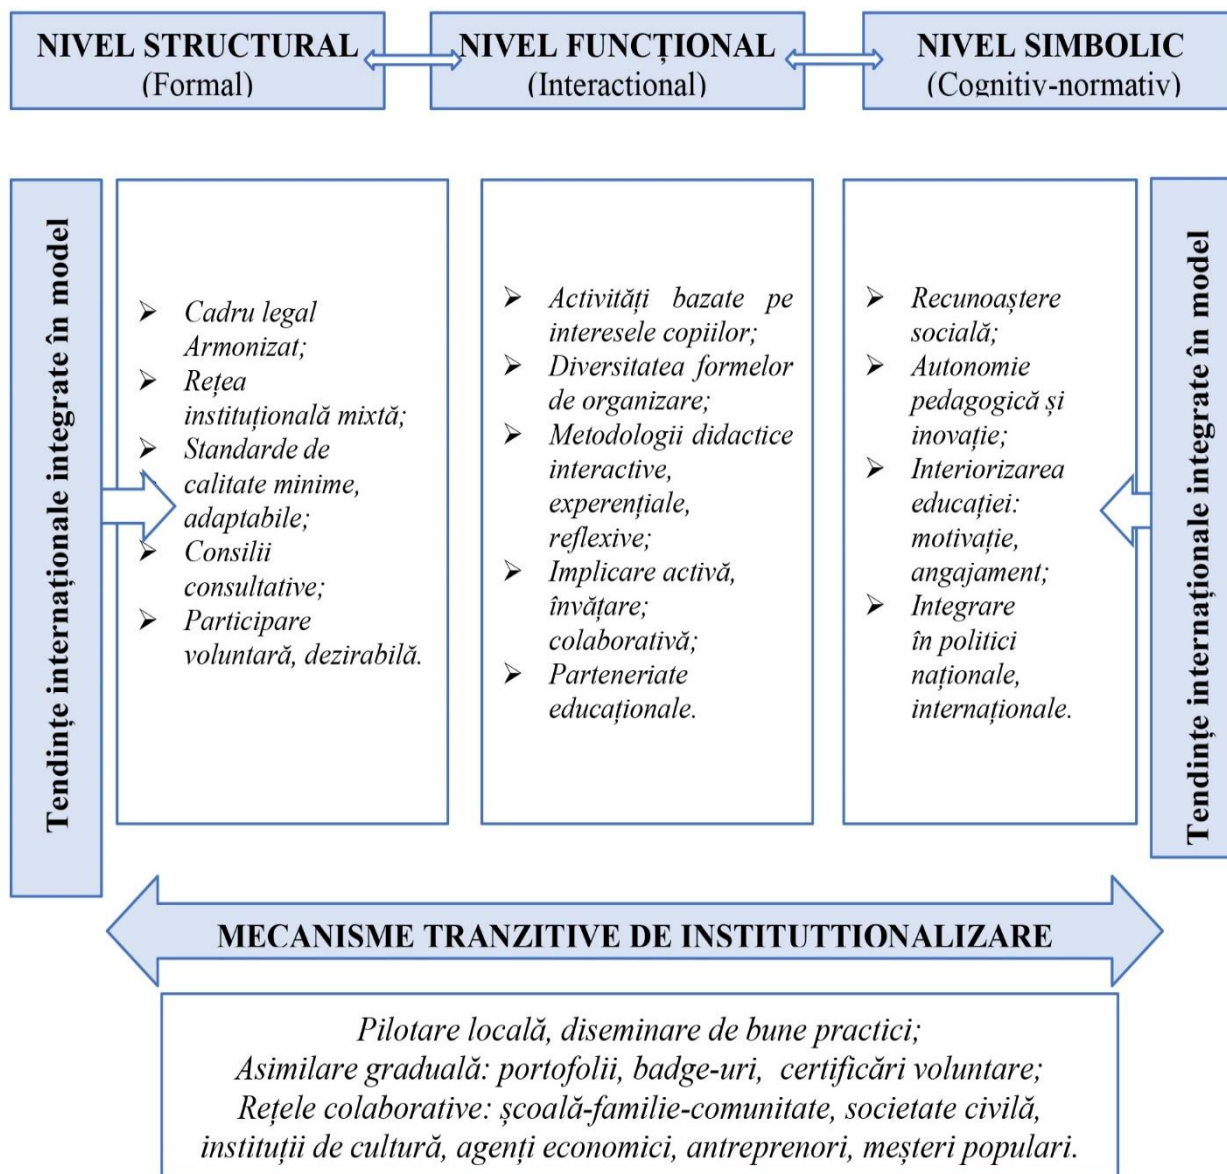 NIVEL STRUCTURAL
(Formal)
NIVEL FUNCȚIONAL
(Interacțional)
NIVEL SIMBOLIC
(Cognitiv-normativ)
Tendințe internaționale integrate în model
➢ Cadru legal
Armonizat;
➢ Rețea
instituțională mixtă;
➢ Standarde de
calitate minime,
adaptabile;
➢ Consilii
consultative;
➢ Participare
voluntară, dezirabilă.
➢ Activități bazate pe
interesele copiilor;
➢ Diversitatea formelor
de organizare;
➢ Metodologii didactice
interactive,
experențiale,
reflexive;
➢ Implicare activă,
învățare;
colaborativă;
➢ Parteneriate
educaționale.
➢ Recunoaștere
socială;
➢ Autonomie
pedagogică și
inovație;
➢ Interiorizarea
educației:
motivație,
angajament;
➢ Integrare
în politici
naționale,
internaționale.
Tendințe internaționale integrate în model
MECANISME TRANZITIVE DE INSTITUTTIONALIZARE
Pilotare locală, diseminare de bune practici;
Asimilare graduală: portofolii, badge-uri, certificări voluntare;
Rețele colaborative: școală-familie-comunitate, societate civilă,
instituții de cultură, agenți economici, antreprenori, meșteri populari.